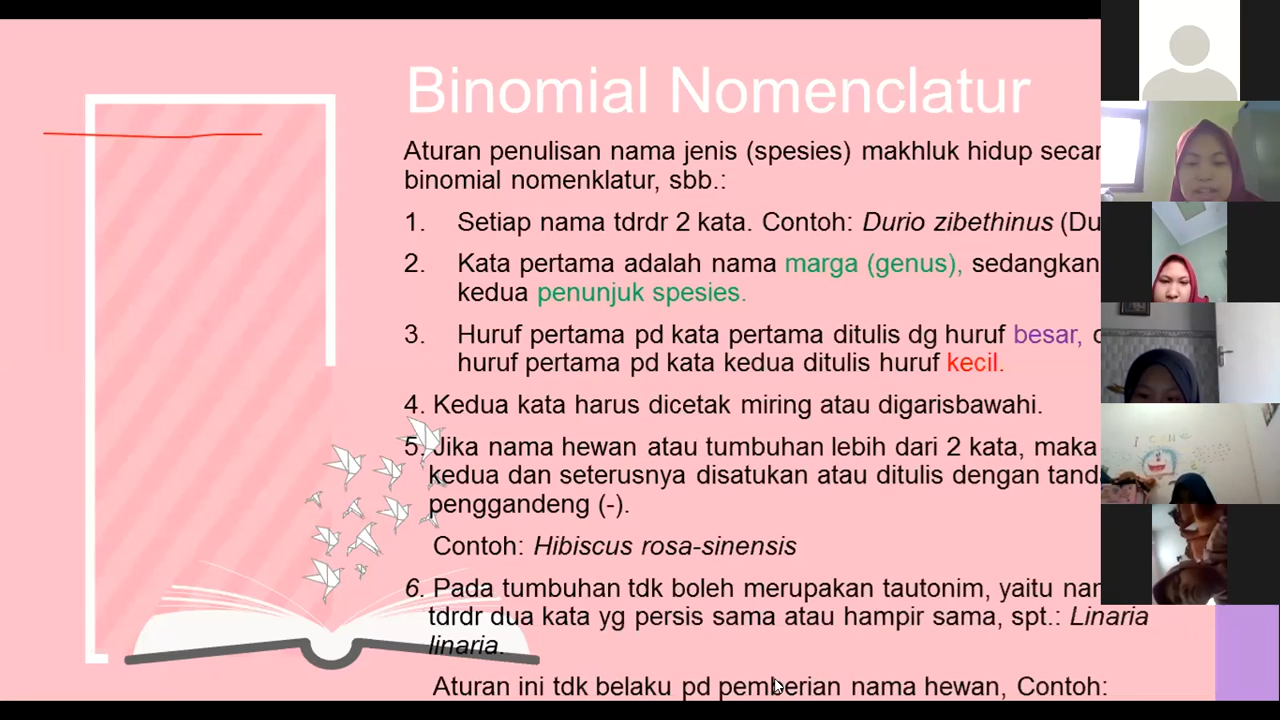 Binomial Nomenclatur
Aturan penulisan nama jenis (spesies) makhluk hidup secar
binomial nomenklatur, sbb.:
1. Setiap nama tdrdr 2 kata. Contoh: Durio zibethinus (Du
2. Kata pertama adalah nama marga (genus), sedangkan
kedua penunjuk spesies.
3. Huruf pertama pd kata pertama ditulis dg huruf besar,
huruf pertama pd kata kedua ditulis huruf kecil.
4. Kedua kata harus dicetak miring atau digarisbawahi.
5. Jika nama hewan atau tumbuhan lebih dari 2 kata, maka
kedua dan seterusnya disatukan atau ditulis dengan tand
penggandeng (-).
Contoh: Hibiscus rosa-sinensis
6. Pada tumbuhan tdk boleh merupakan tautonim, yaitu nar
tdrdr dua kata yg persis sama atau hampir sama, spt.: Linaria
linaria.
Aturan ini tdk belaku pd pemberian nama hewan, Contoh: